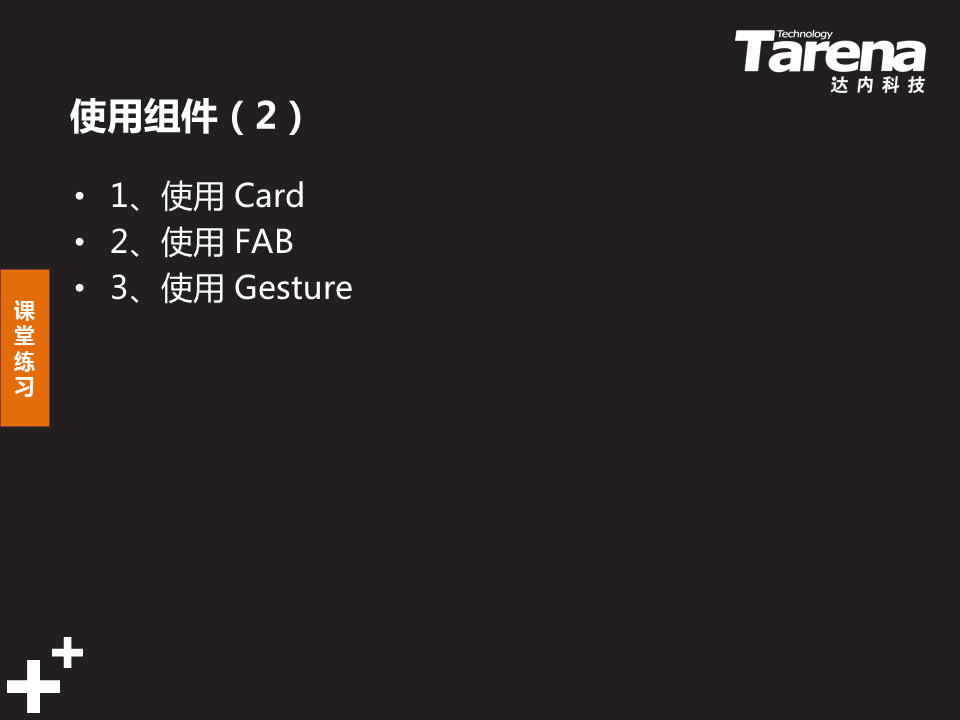 Technology
Tarena
达内科技
使用组件（2）
• 1、使用 Card
• 2、使用 FAB
• 3、使用 Gesture
课
堂
练
习